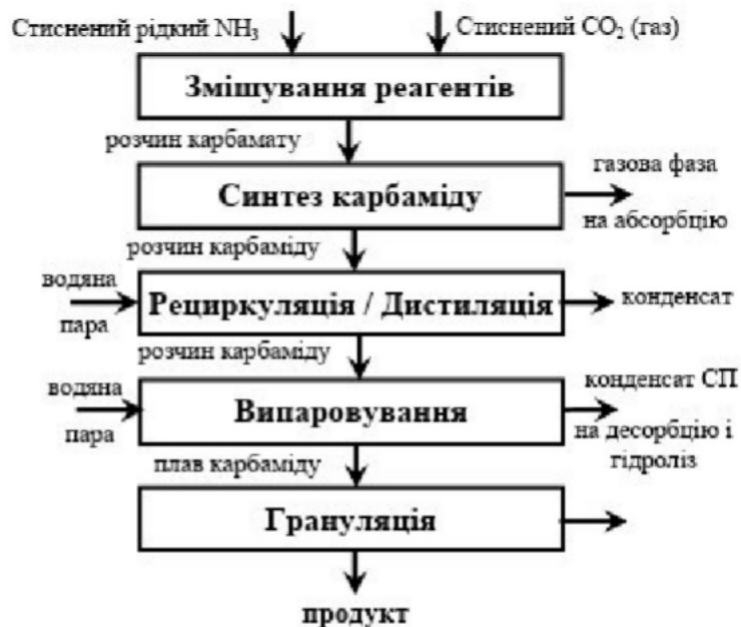 Стиснений рідкий NH₃
Стиснений CO₂ (газ)
Змішування реагентів
розчин карбамату
газова фаза
Синтез карбаміду
на абсорбцію
розчин карбаміду
водяна
Рециркуляція / Дистиляція
конденсат
пара
розчин карбаміду
водяна
конденсат СП
Випаровування
пара
на десорбцію і
гідроліз
плав карбаміду
Грануляція
продукт